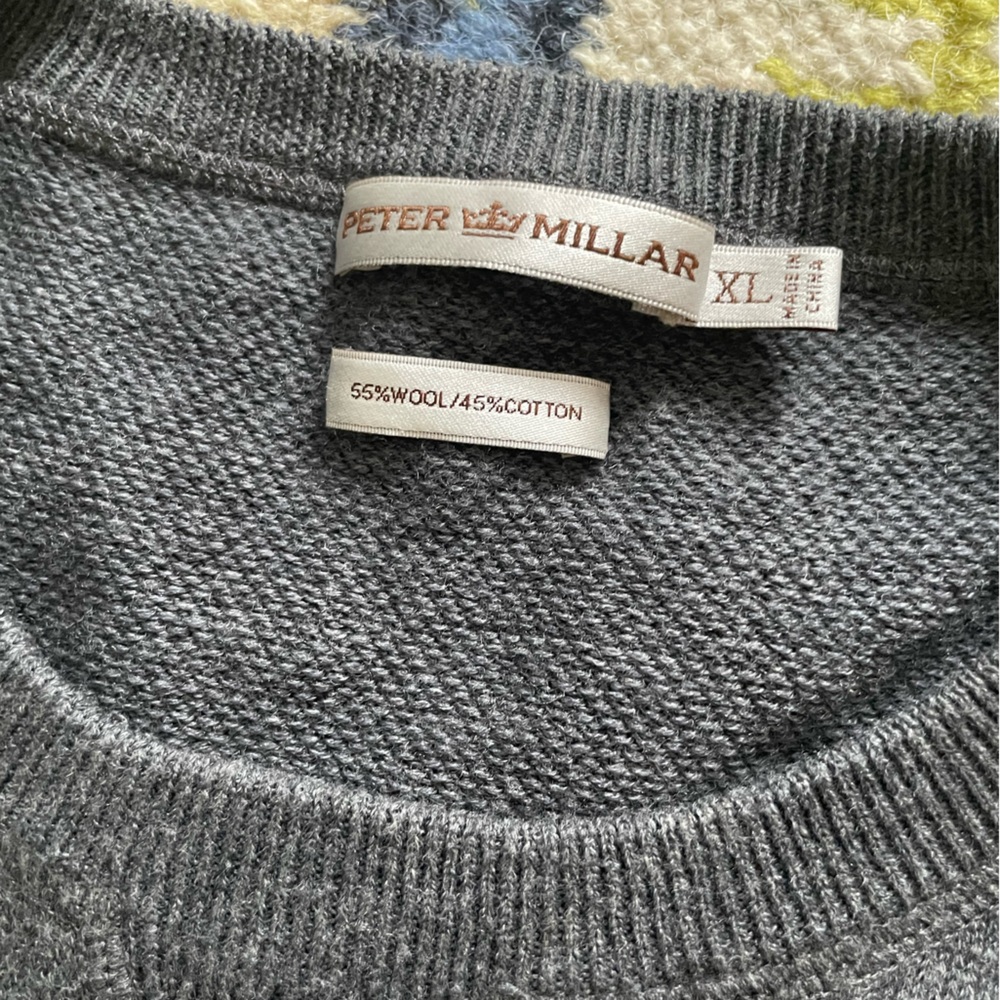 PETER MILLAR
XL
MADE IN
CHINA
55%WOOL/45%COTTON